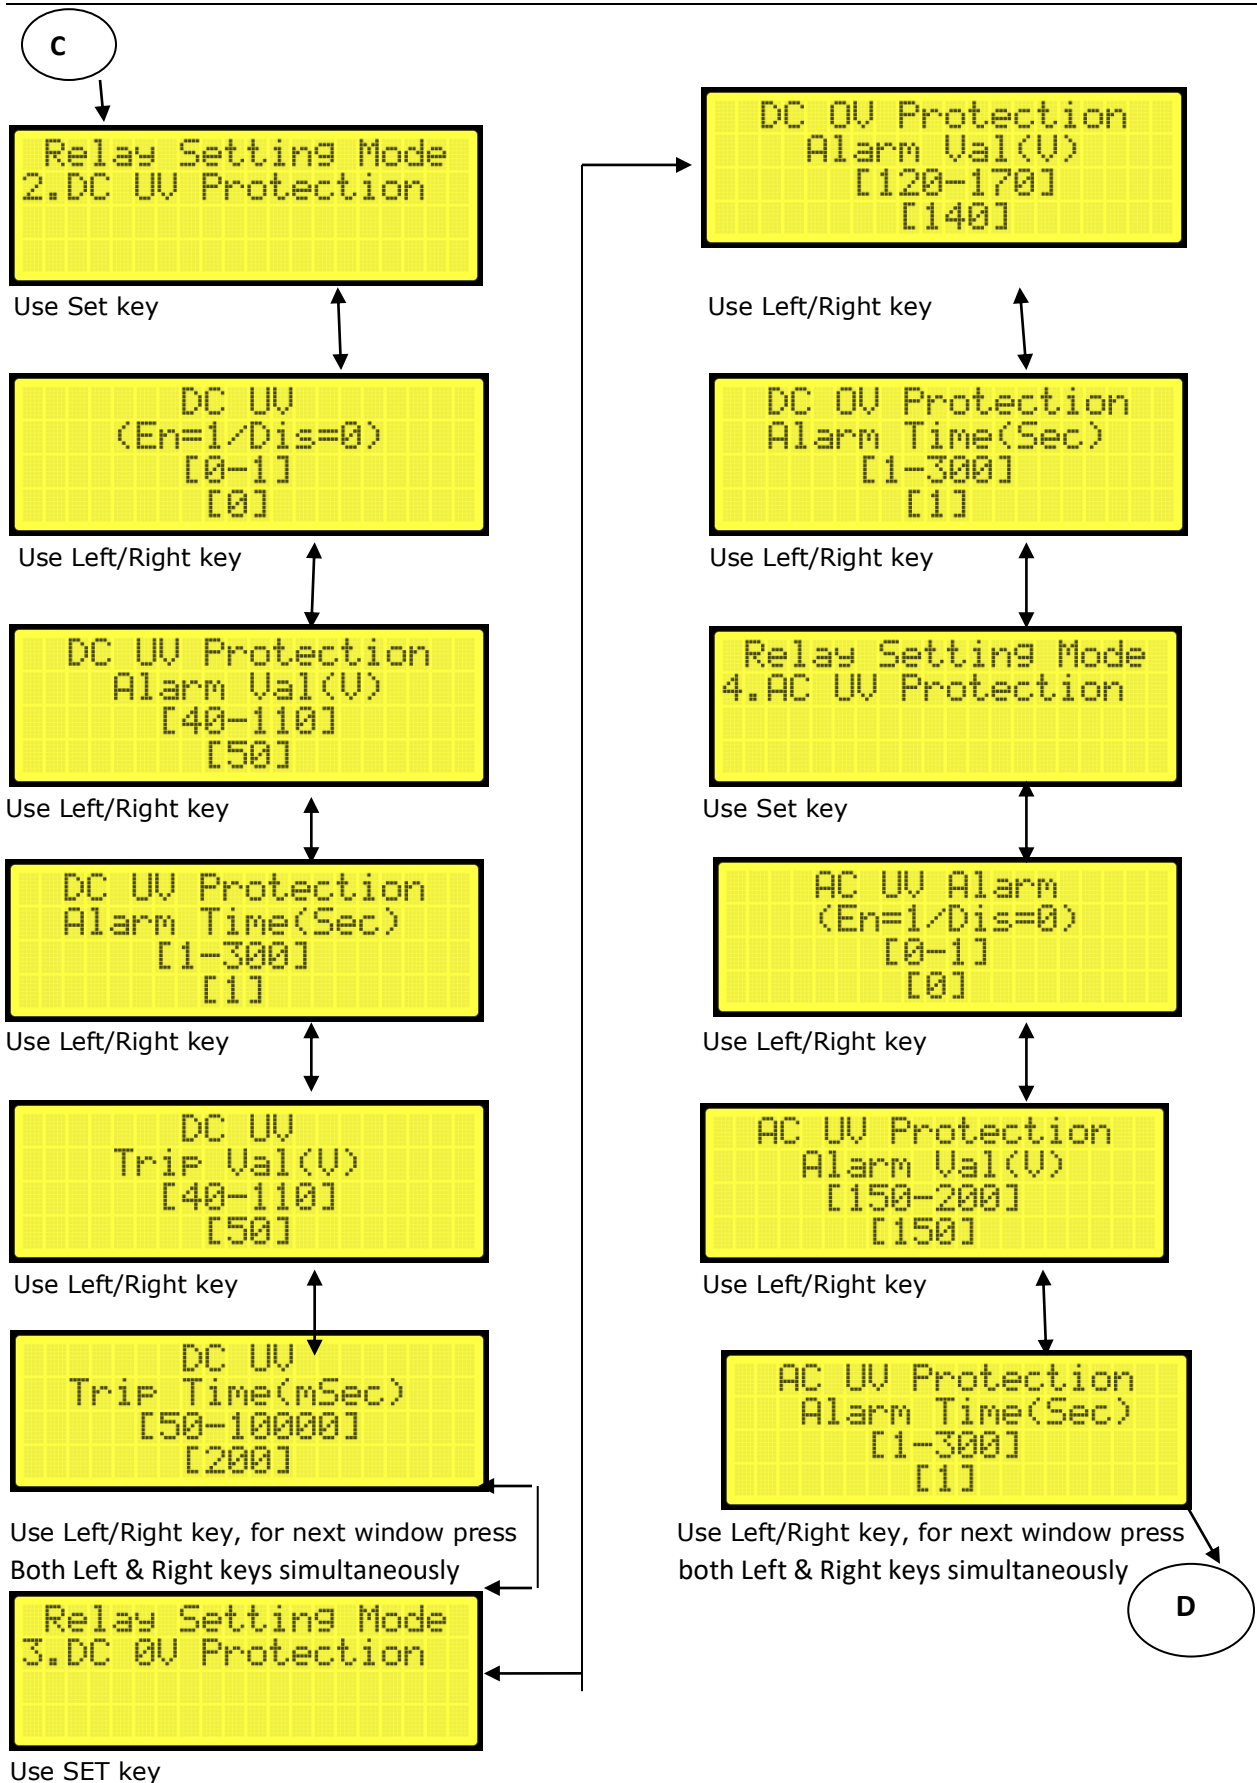 C
Relay Setting Mode
2.DC UV Protection
Use Set key
DC UV
(En=1/Dis=0)
[0-1]
[0]
Use Left/Right key
DC UV Protection
Alarm Val(V)
[40-110]
[50]
Use Left/Right key
DC UV Protection
Alarm Time(Sec)
[1-300]
[1]
Use Left/Right key
DC UV
Trip Val(V)
[40-110]
[50]
Use Left/Right key
DC UV
Trip Time(mSec)
[50-10000]
[200]
Use Left/Right key, for next window press
Both Left & Right keys simultaneously
Relay Setting Mode
3.DC 0V Protection
Use SET key
DC OV Protection
Alarm Val(V)
[120-170]
[140]
Use Left/Right key
DC OV Protection
Alarm Time(Sec)
[1-300]
[1]
Use Left/Right key
Relay Setting Mode
4.AC UV Protection
Use Set key
AC UV Alarm
(En=1/Dis=0)
[0-1]
[0]
Use Left/Right key
AC UV Protection
Alarm Val(V)
[150-200]
[150]
Use Left/Right key
AC UV Protection
Alarm Time(Sec)
[1-300]
[1]
Use Left/Right key, for next window press
both Left & Right keys simultaneously
D